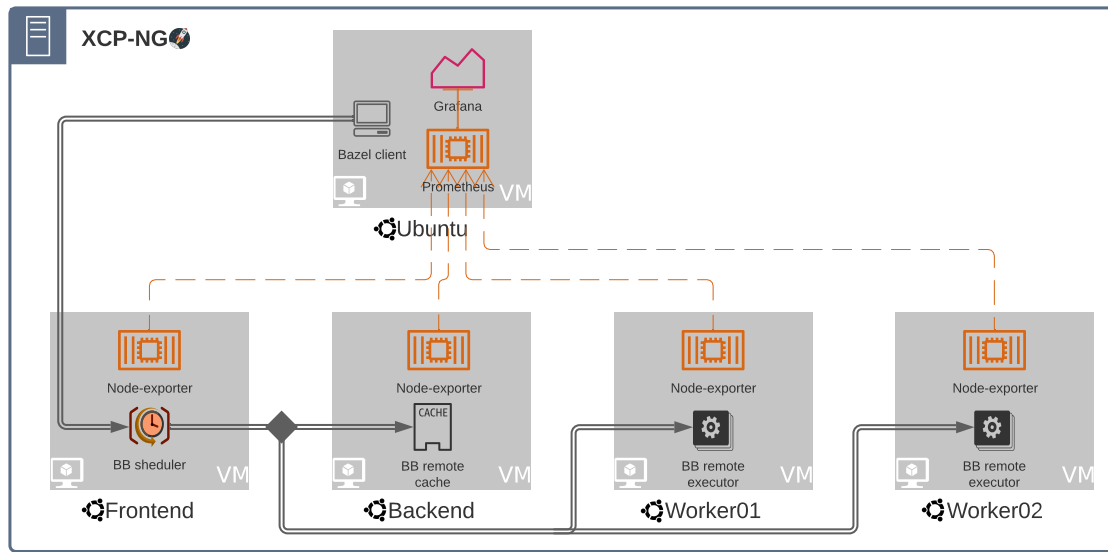 XCP-NG
Grafana
Bazel client
Prometheus
VM
Ubuntu
Node-exporter
Node-exporter
Node-exporter
Node-exporter
CACHE
BB sheduler
BB remote
cache
BB remote
executor
BB remote
executor
VM
VM
VM
VM
Frontend
Backend
Worker01
Worker02